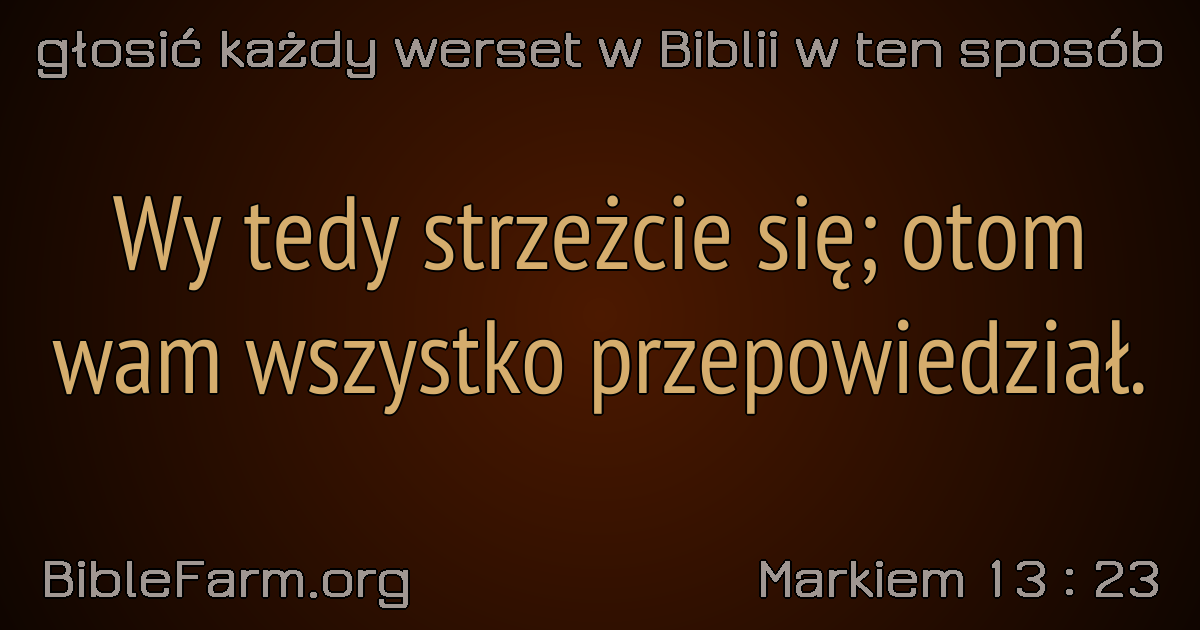 głosić każdy werset w Biblii w ten sposób
Wy tedy strzeżcie się; otom
wam wszystko przepowiedział.
BibleFarm.org
Markiem 13 : 23